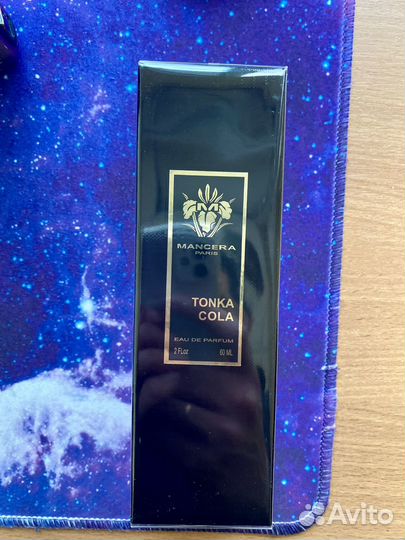 MANCERA
PARIS
TONKA
COLA
EAU DE PARFUM
2 Fl.oz 60 ML
Avito